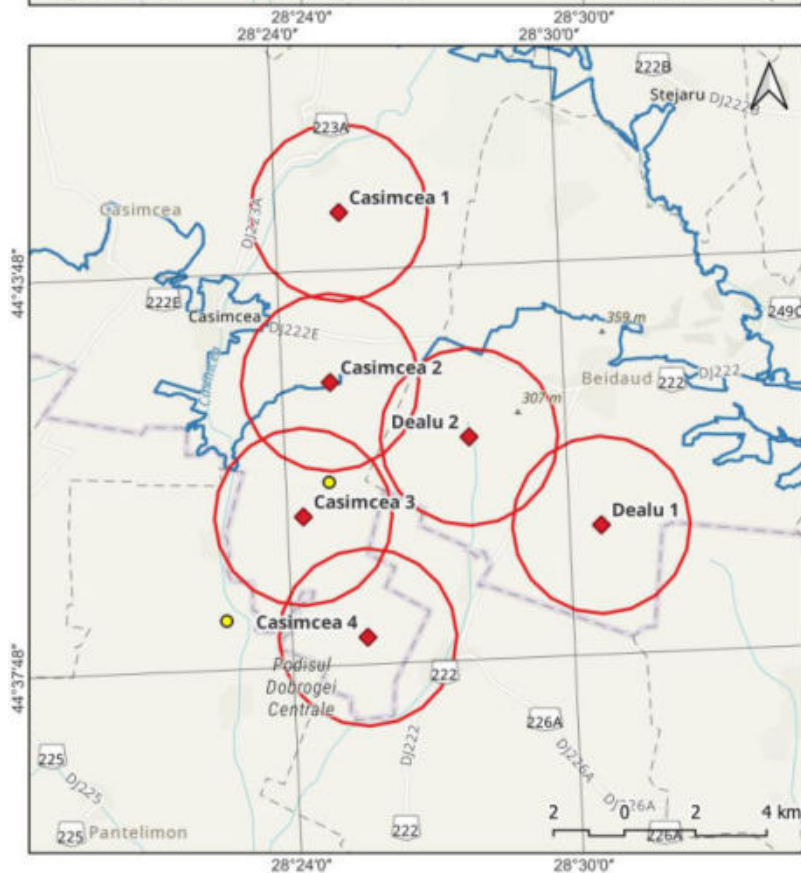 28°24'0"
28°30'0"
28°24'0"
28°30'0"
222B
Stejaru
DJ222B
223A
Casimcea 1
Casimcea
DJ223A
44°43'48"
222E
Casimcea
DJ222E
249C
359 m
Casimcea 2
Casimcea
Beidaud
222
DJ222
307 m
Dealu 2
Casimcea 3
Dealu 1
Casimcea 4
44°37'48"
Podisul
Dobrogei
Centrale
222
226A
DJ222
DJ226A
225
DJ225
DJ226A
2 0 2 4 km
225
Pantelimon
222
226A
28°24'0"
28°30'0"